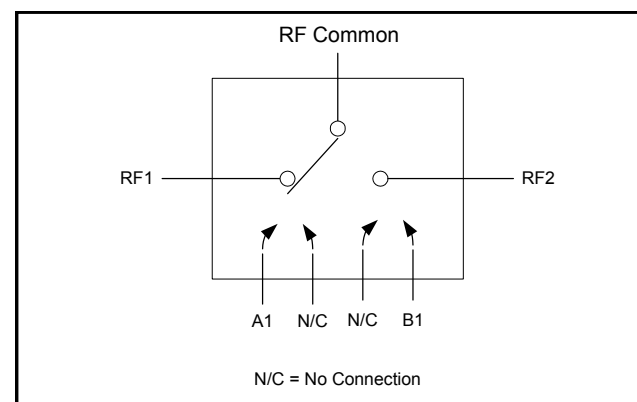 RF Common
RF1
RF2
A1 N/C N/C B1
N/C = No Connection